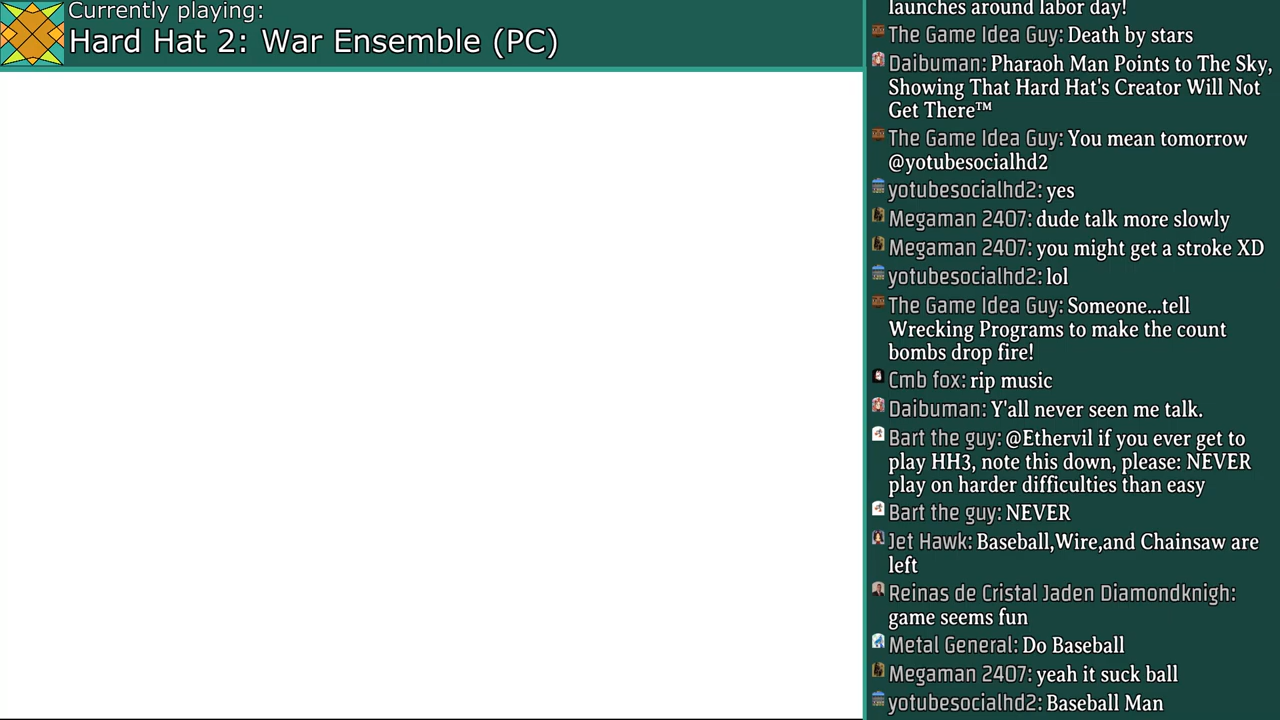 Currently playing:
Hard Hat 2: War Ensemble (PC)
launches around labor day!
The Game Idea Guy: Death by stars
Daibuman: Pharaoh Man Points to The Sky,
Showing That Hard Hat's Creator Will Not
Get There™
The Game Idea Guy: You mean tomorrow
@yotubesocialhd2
yotubesocialhd2: yes
Megaman 2407: dude talk more slowly
Megaman 2407: you might get a stroke XD
yotubesocialhd2: lol
The Game Idea Guy: Someone...tell
Wrecking Programs to make the count
bombs drop fire!
Cmb fox: rip music
Daibuman: Y'all never seen me talk.
Bart the guy: @Ethervil if you ever get to
play HH3, note this down, please: NEVER
play on harder difficulties than easy
Bart the guy: NEVER
Jet Hawk: Baseball,Wire,and Chainsaw are
left
Reinas de Cristal Jaden Diamondknigh:
game seems fun
Metal General: Do Baseball
Megaman 2407: yeah it suck ball
yotubesocialhd2: Baseball Man